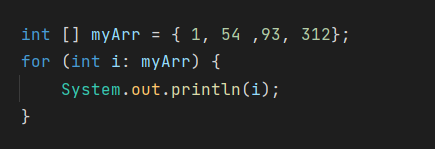 int [] myArr = { 1, 54 ,93, 312};
for (int i: myArr) {
    System.out.println(i);
}